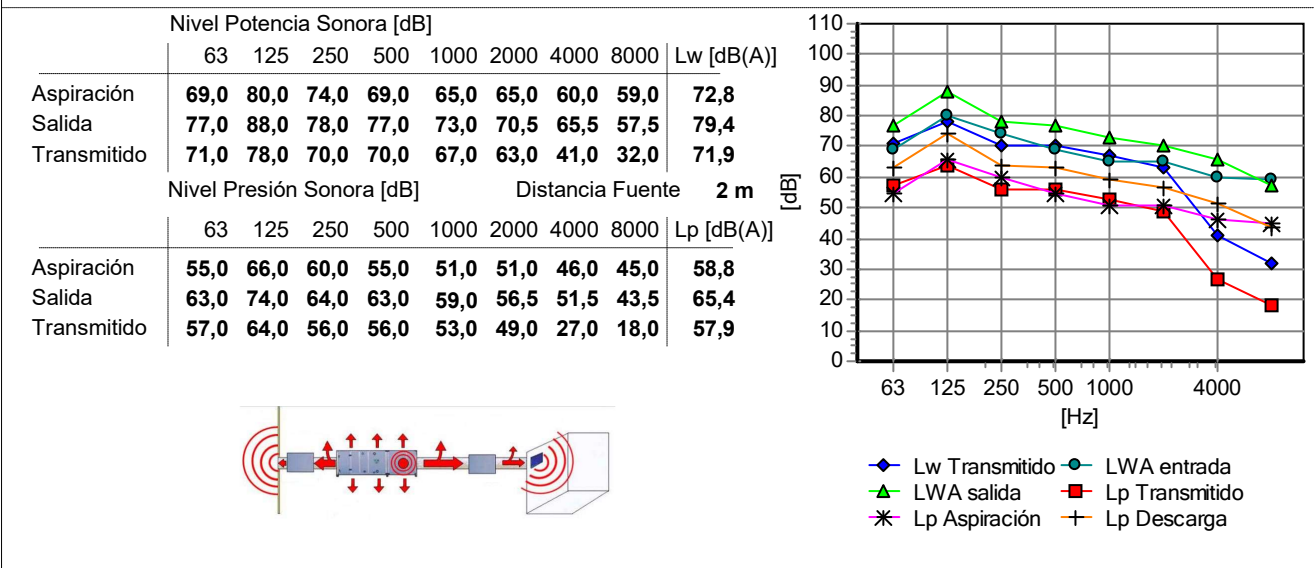 Nivel Potencia Sonora [dB]
63 125 250 500 1000 2000 4000 8000 Lw [dB(A)]
Aspiración 69,0 80,0 74,0 69,0 65,0 65,0 60,0 59,0 72,8
Salida 77,0 88,0 78,0 77,0 73,0 70,5 65,5 57,5 79,4
Transmitido 71,0 78,0 70,0 70,0 67,0 63,0 41,0 32,0 71,9
Nivel Presión Sonora [dB] Distancia Fuente 2 m
63 125 250 500 1000 2000 4000 8000 Lp [dB(A)]
Aspiración 55,0 66,0 60,0 55,0 51,0 51,0 46,0 45,0 58,8
Salida 63,0 74,0 64,0 63,0 59,0 56,5 51,5 43,5 65,4
Transmitido 57,0 64,0 56,0 56,0 53,0 49,0 27,0 18,0 57,9
110
100
90
80
70
60
50
40
30
20
10
0
[dB]
63 125 250 500 1000 4000
[Hz]
Lw Transmitido LWA entrada
LWA salida Lp Transmitido
Lp Aspiración Lp Descarga